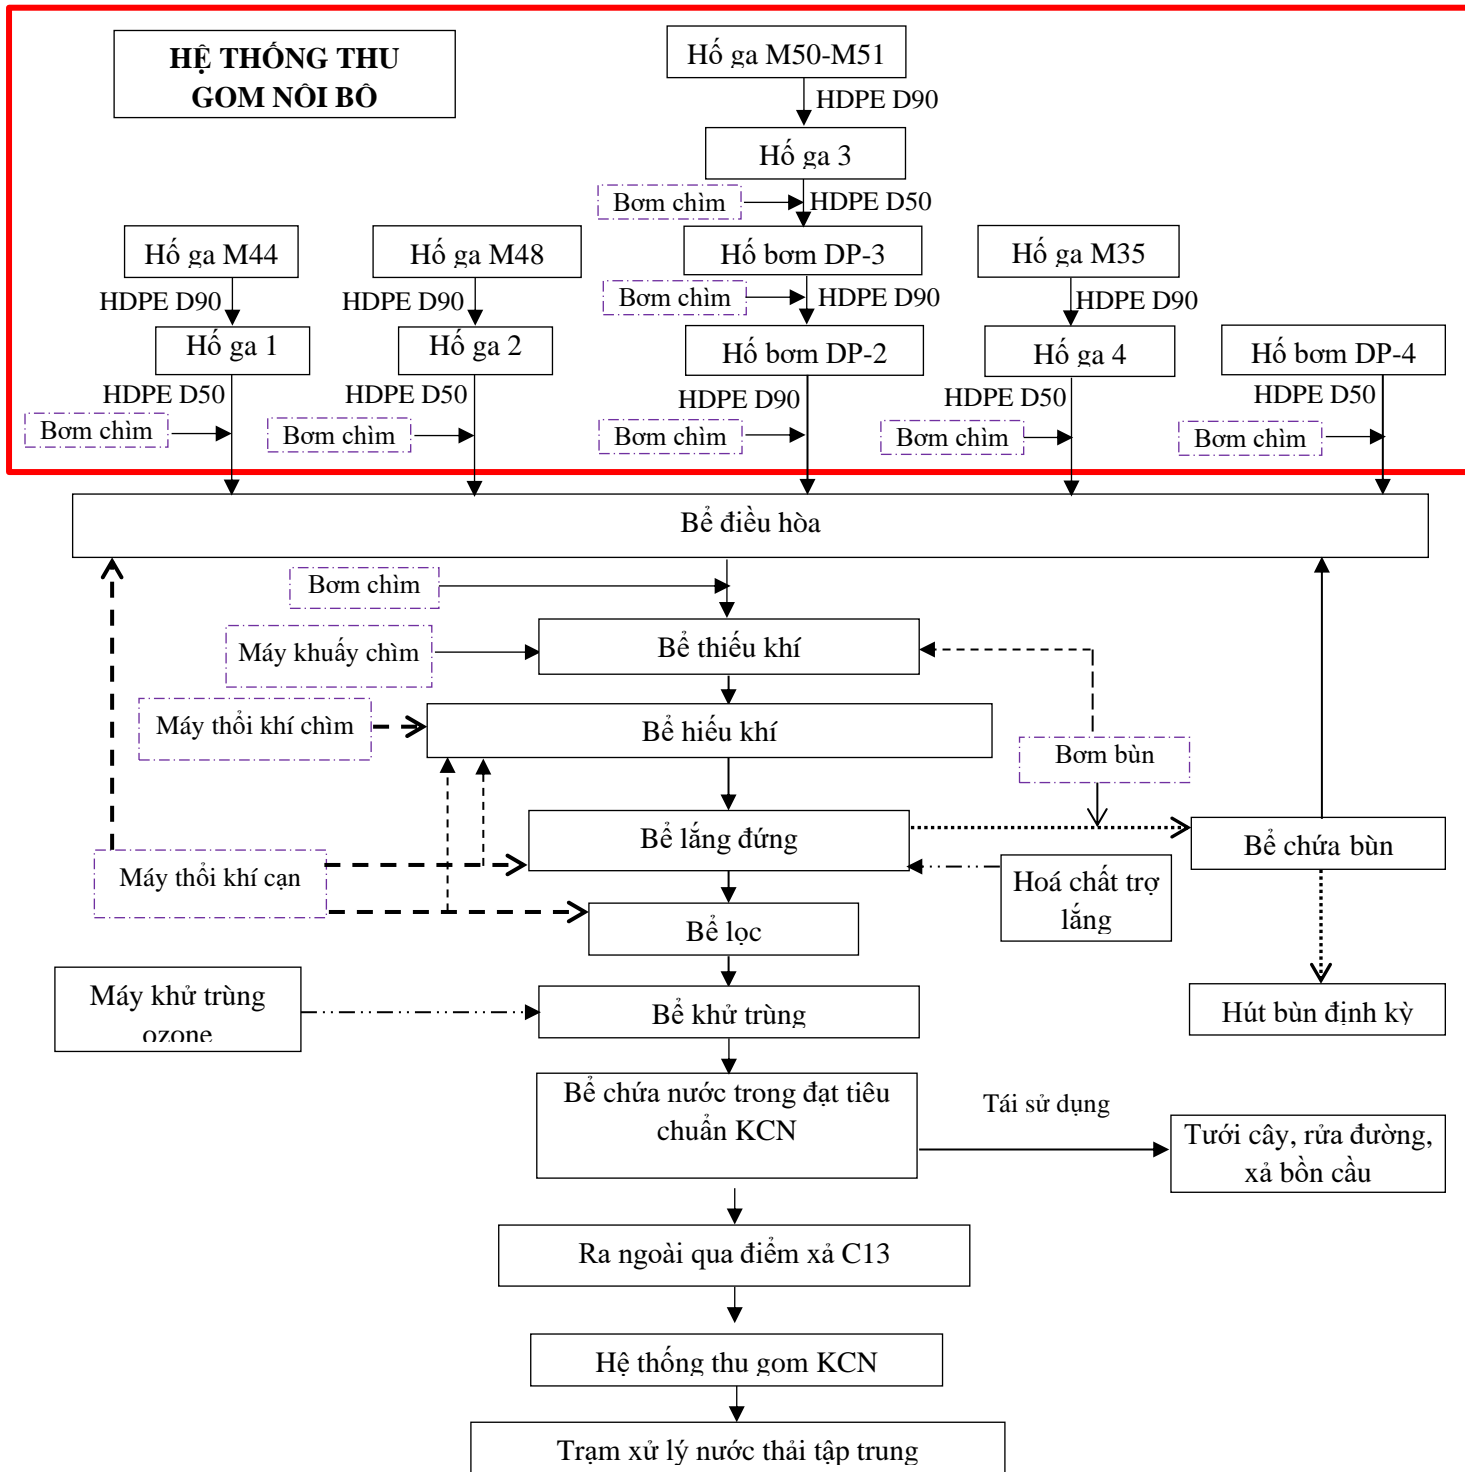 HỆ THỐNG THU
GOM NÔI BÔ
Hố ga M50-M51
HDPE D90
Hố ga 3
Bơm chìm
HDPE D50
Hố ga M44
Hố ga M48
Hố bơm DP-3
Hố ga M35
HDPE D90
HDPE D90
Bơm chìm
HDPE D90
HDPE D90
Hố ga 1
Hố ga 2
Hố bơm DP-2
Hố ga 4
Hố bơm DP-4
HDPE D50
HDPE D50
HDPE D90
HDPE D50
HDPE D50
Bơm chìm
Bơm chìm
Bơm chìm
Bơm chìm
Bơm chìm
Bể điều hòa
Bơm chìm
Máy khuấy chìm
Bể thiếu khí
Máy thổi khí chìm
Bể hiếu khí
Bơm bùn
Bể lắng đứng
Bể chứa bùn
Máy thổi khí cạn
Hoá chất trợ
lắng
Bể lọc
Máy khử trùng
ozone
Bể khử trùng
Hút bùn định kỳ
Bể chứa nước trong đạt tiêu
chuẩn KCN
Tái sử dụng
Tưới cây, rửa đường,
xả bồn cầu
Ra ngoài qua điểm xả C13
Hệ thống thu gom KCN
Trạm xử lý nước thải tập trung